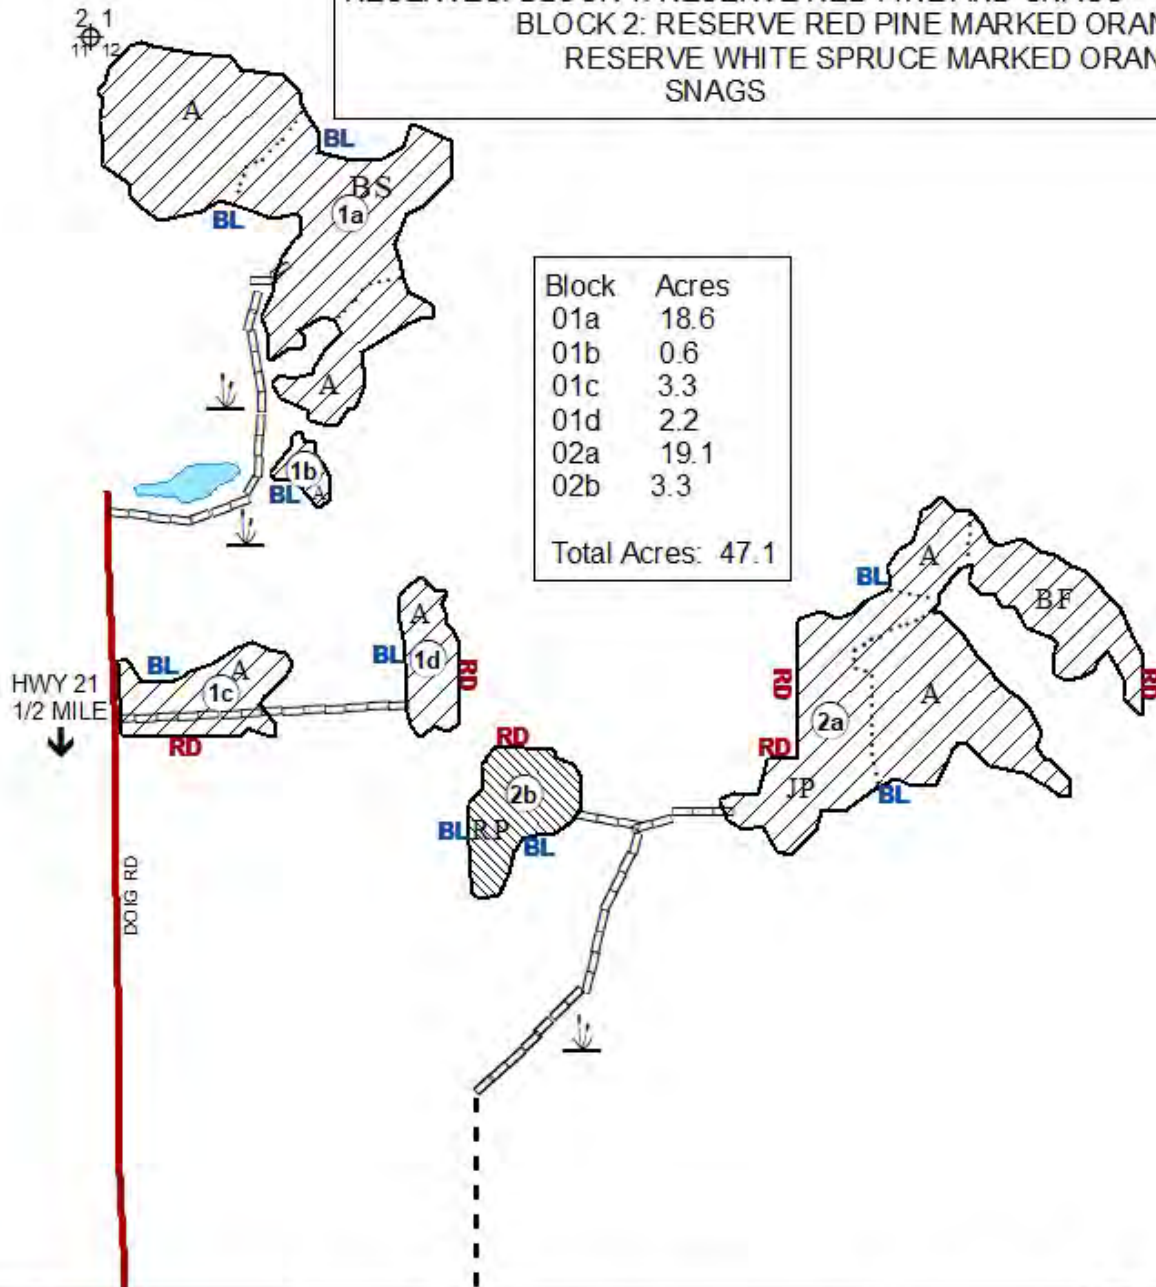 BLOCK 2: RESERVE RED PINE MARKED ORAN
RESERVE WHITE SPRUCE MARKED ORAN
SNAGS
2 1
11 12
A
BL
BS
1a
BL
Block Acres
01a 18.6
01b 0.6
01c 3.3
01d 2.2
02a 19.1
02b 3.3
Total Acres: 47.1
A
1b
BL
A
A
BL
BF
A
BL
1d
RD
BL
A
1c
RD
HWY 21
1/2 MILE
RD
RD
A
2a
RD
RD
JP
BL
2b
BL
RP
BL
DOIG RD